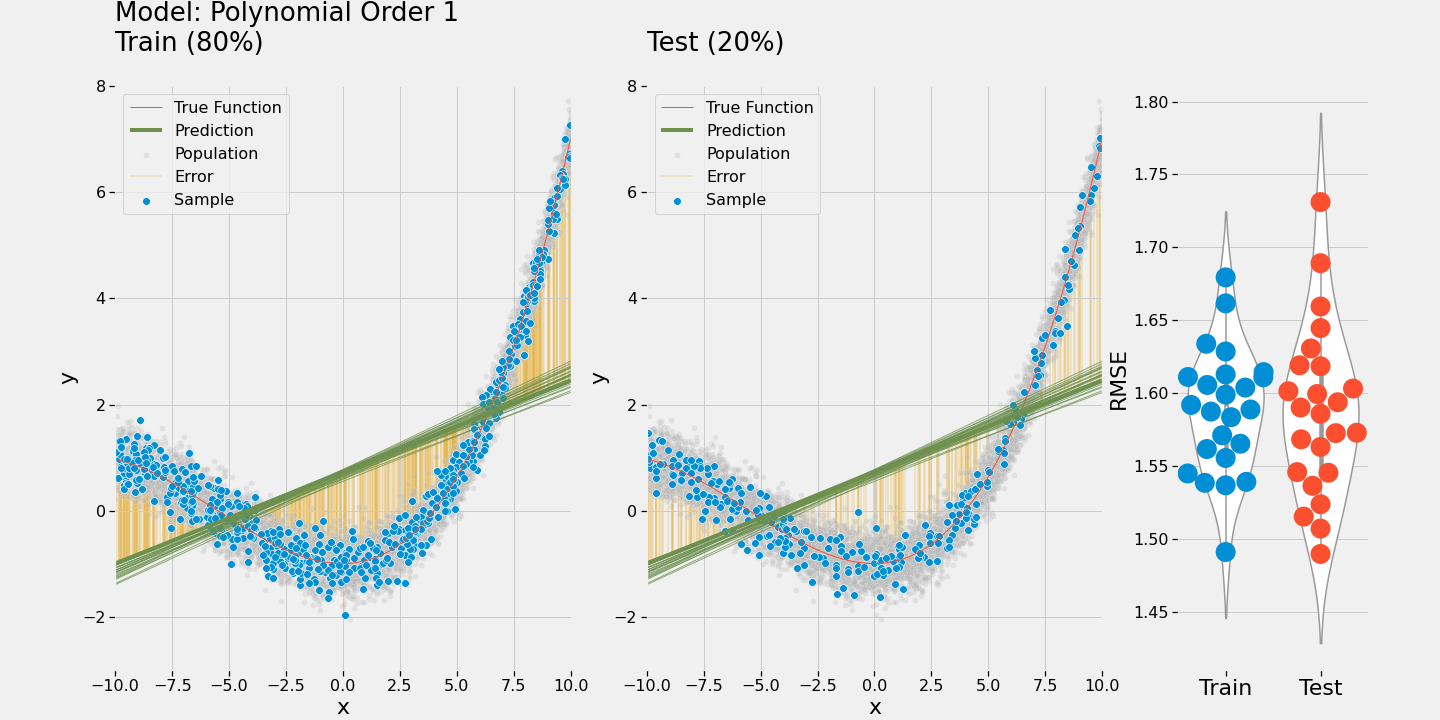 Model: Polynomial Order 1
Train (80%)
Test (20%)
8
6
4
2
0
−2
y
True Function
Prediction
Population
Error
Sample
−10.0 −7.5 −5.0 −2.5 0.0 2.5 5.0 7.5 10.0
x
8
6
4
2
0
−2
y
True Function
Prediction
Population
Error
Sample
−10.0 −7.5 −5.0 −2.5 0.0 2.5 5.0 7.5 10.0
x
1.80
1.75
1.70
1.65
1.60
1.55
1.50
1.45
RMSE
Train Test